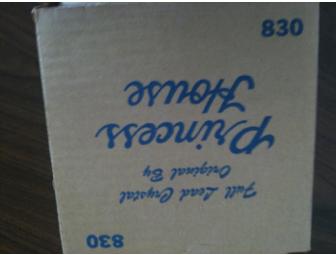 830
Full Lead Crystal
Original By
Princess
House
830